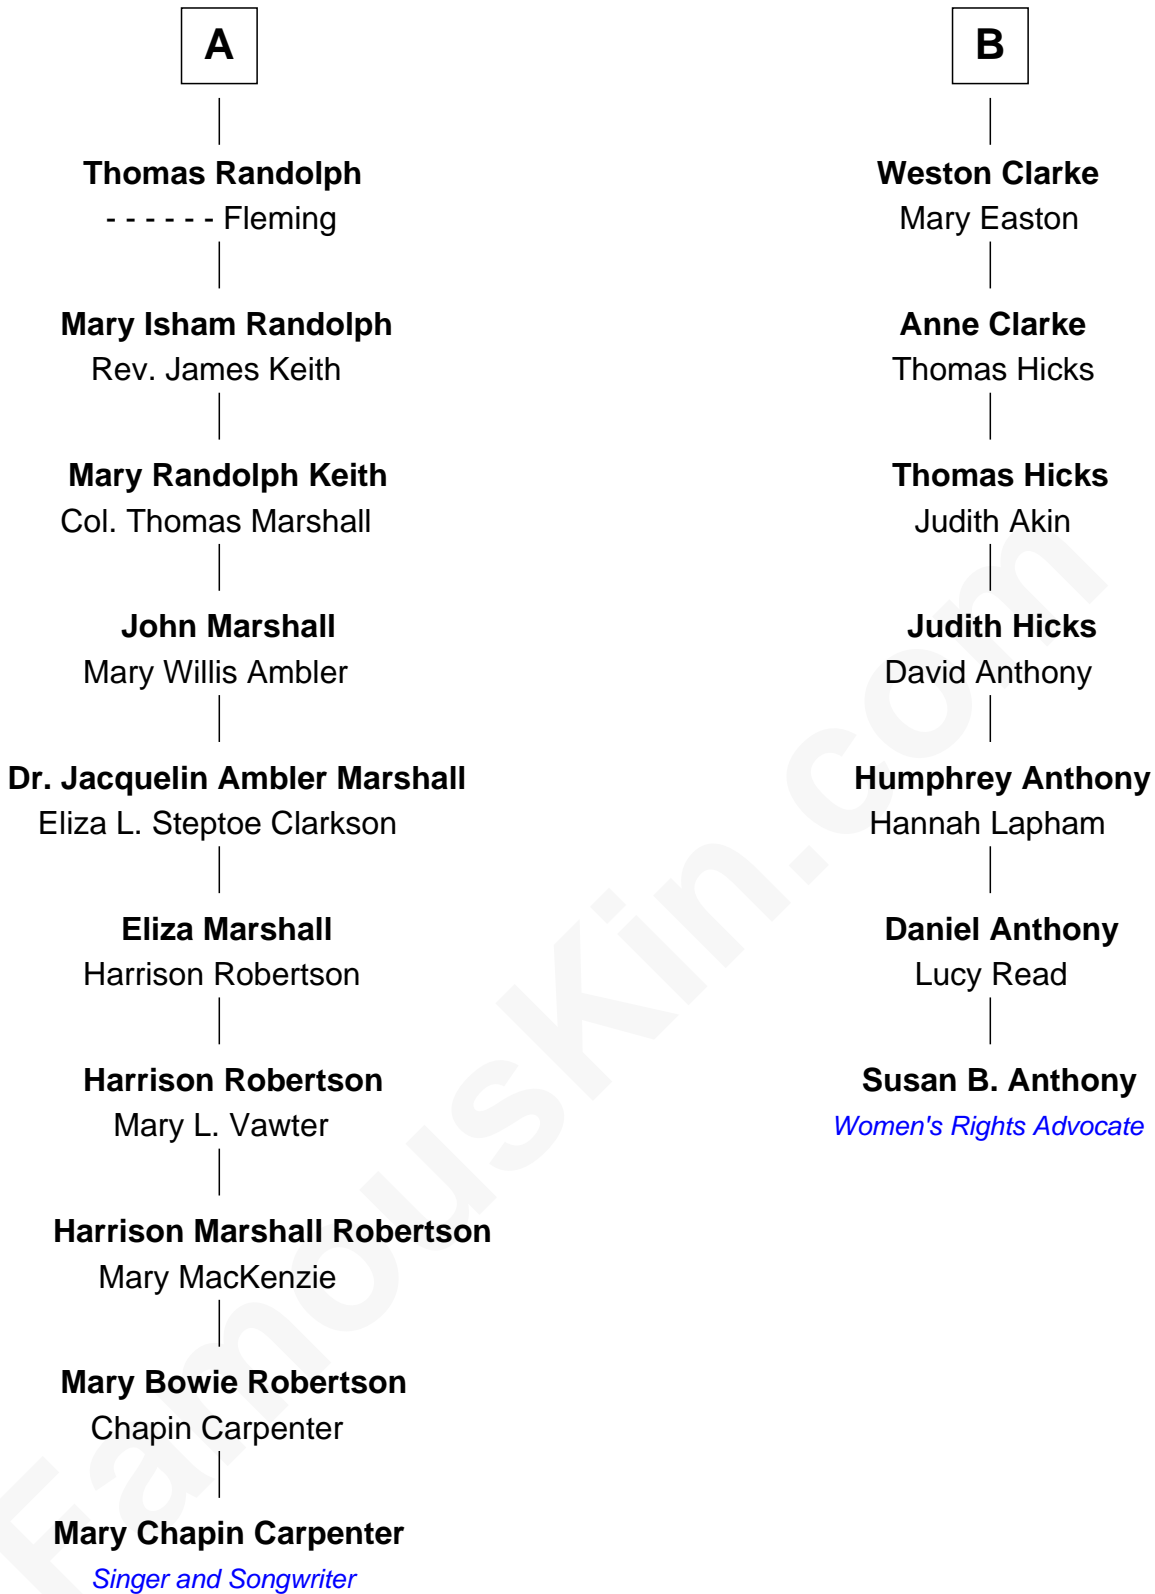 A
Thomas Randolph
- - - - - - Fleming
Mary Isham Randolph
Rev. James Keith
Mary Randolph Keith
Col. Thomas Marshall
John Marshall
Mary Willis Ambler
Dr. Jacquelin Ambler Marshall
Eliza L. Steptoe Clarkson
Eliza Marshall
Harrison Robertson
Harrison Robertson
Mary L. Vawter
Harrison Marshall Robertson
Mary MacKenzie
Mary Bowie Robertson
Chapin Carpenter
Mary Chapin Carpenter
Singer and Songwriter
B
Weston Clarke
Mary Easton
Anne Clarke
Thomas Hicks
Thomas Hicks
Judith Akin
Judith Hicks
David Anthony
Humphrey Anthony
Hannah Lapham
Daniel Anthony
Lucy Read
Susan B. Anthony
Women's Rights Advocate
FamousKin.com